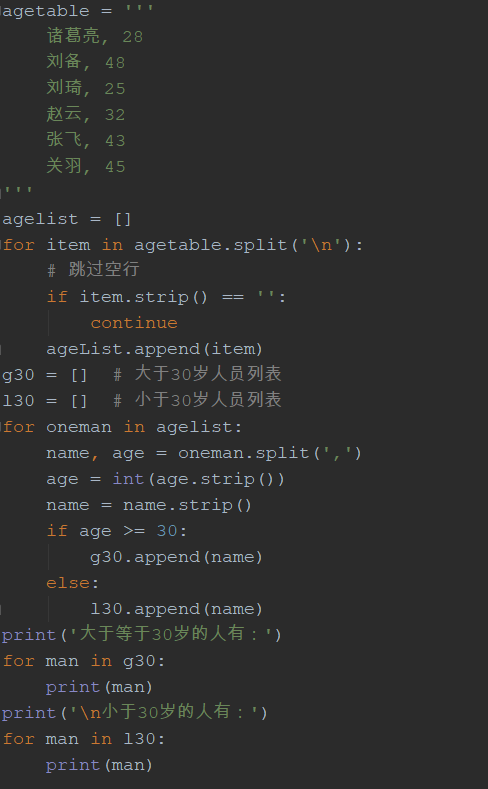 agetable = '''
    诸葛亮, 28
    刘备, 48
    刘琦, 25
    赵云, 32
    张飞, 43
    关羽, 45
'''
agelist = []
for item in agetable.split('\n'):
    # 跳过空行
    if item.strip() == '':
        continue
    ageList.append(item)
g30 = []  # 大于30岁人员列表
l30 = []  # 小于30岁人员列表
for oneman in agelist:
    name, age = oneman.split(',')
    age = int(age.strip())
    name = name.strip()
    if age >= 30:
        g30.append(name)
    else:
        l30.append(name)
print('大于等于30岁的人有：')
for man in g30:
    print(man)
print('\n小于30岁的人有：')
for man in l30:
    print(man)